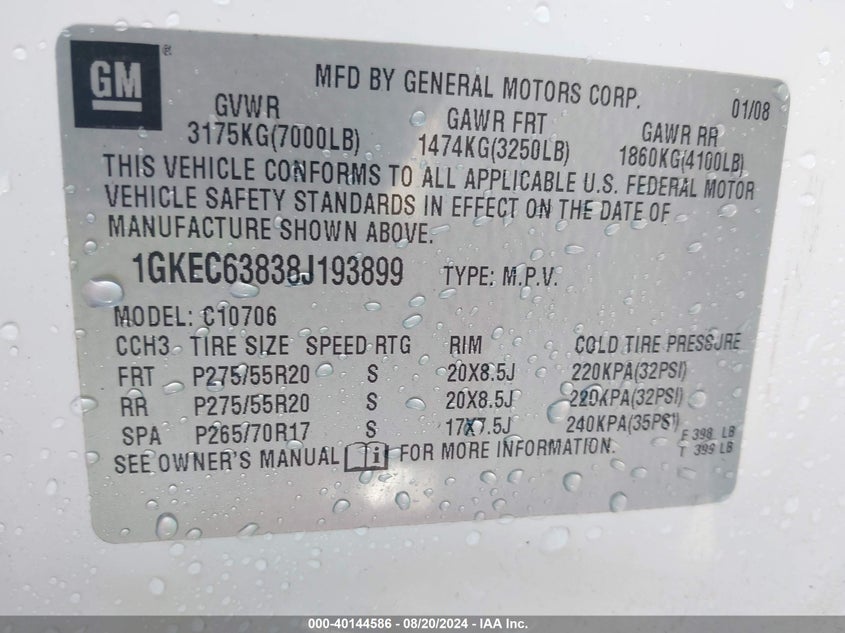 GM®
MFD BY GENERAL MOTORS CORP. 01/08
GVWR GAWR FRT GAWR RR
3175KG(7000LB) 1474KG(3250LB) 1860KG(4100LB)
THIS VEHICLE CONFORMS TO ALL APPLICABLE U.S. FEDERAL MOTOR
VEHICLE SAFETY STANDARDS IN EFFECT ON THE DATE OF
MANUFACTURE SHOWN ABOVE.
1GKEC63838J193899 TYPE: M.P.V.
MODEL: C10706
CCH3 TIRE SIZE SPEED RTG RIM COLD TIRE PRESSURE
FRT P275/55R20 S 20X8.5J 220KPA(32PSI)
RR P275/55R20 S 20X8.5J 220KPA(32PSI)
SPA P265/70R17 S 17X7.5J 240KPA(35PSI)
SEE OWNER'S MANUAL i FOR MORE INFORMATION.
F 398 LB
T 399 LB
000-40144586 - 08/20/2024 - IAA Inc.